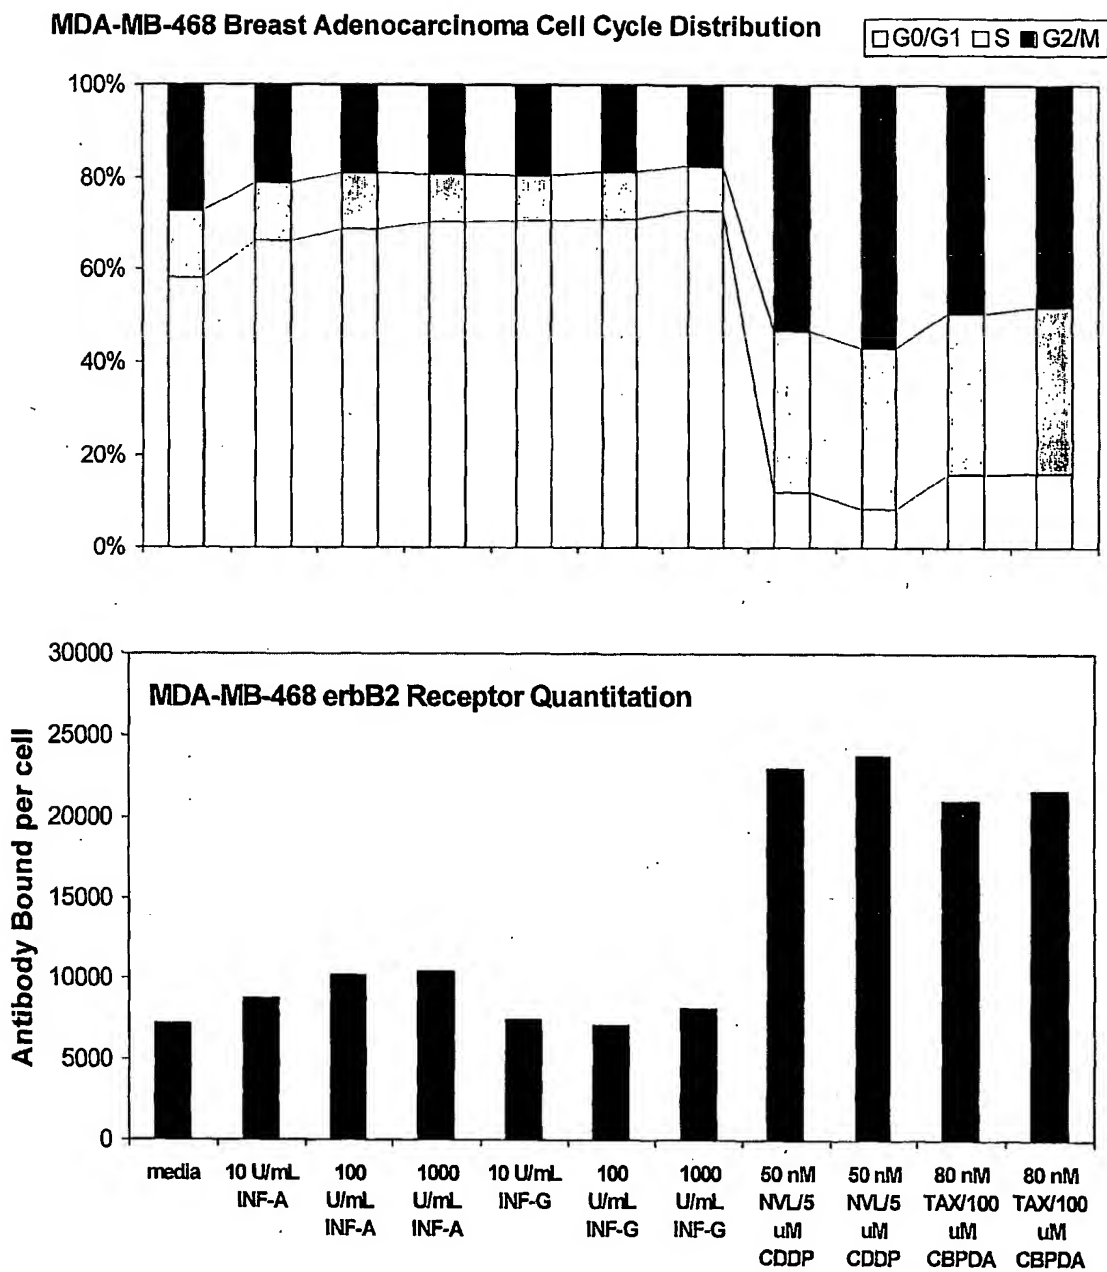 MDA-MB-468 Breast Adenocarcinoma Cell Cycle Distribution
G0/G1 S G2/M
100%
80%
60%
40%
20%
0%
30000
25000
20000
15000
10000
5000
0
MDA-MB-468 erbB2 Receptor Quantitation
Antibody Bound per cell
media
10 U/mL
INF-A
100
U/mL
INF-A
1000
U/mL
INF-A
10 U/mL
INF-G
100
U/mL
INF-G
1000
U/mL
INF-G
50 nM
NVL/5
uM
CDDP
50 nM
NVL/5
uM
CDDP
80 nM
TAX/100
uM
CBPDA
80 nM
TAX/100
uM
CBPDA